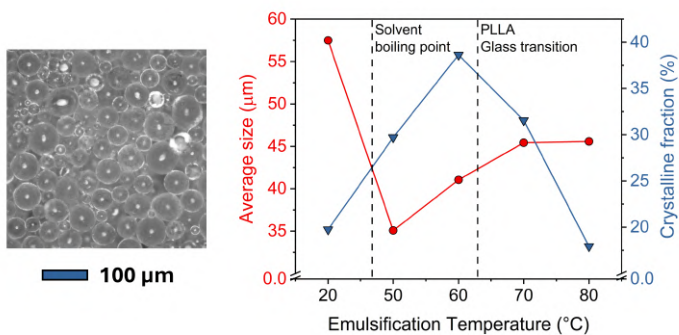 100 µm
Solvent
boiling point
PLLA
Glass transition
60
55
50
45
40
35
0.0
Average size (µm)
40
35
30
25
20
0.0
Crystalline fraction (%)
20 50 60 70 80
Emulsification Temperature (°C)